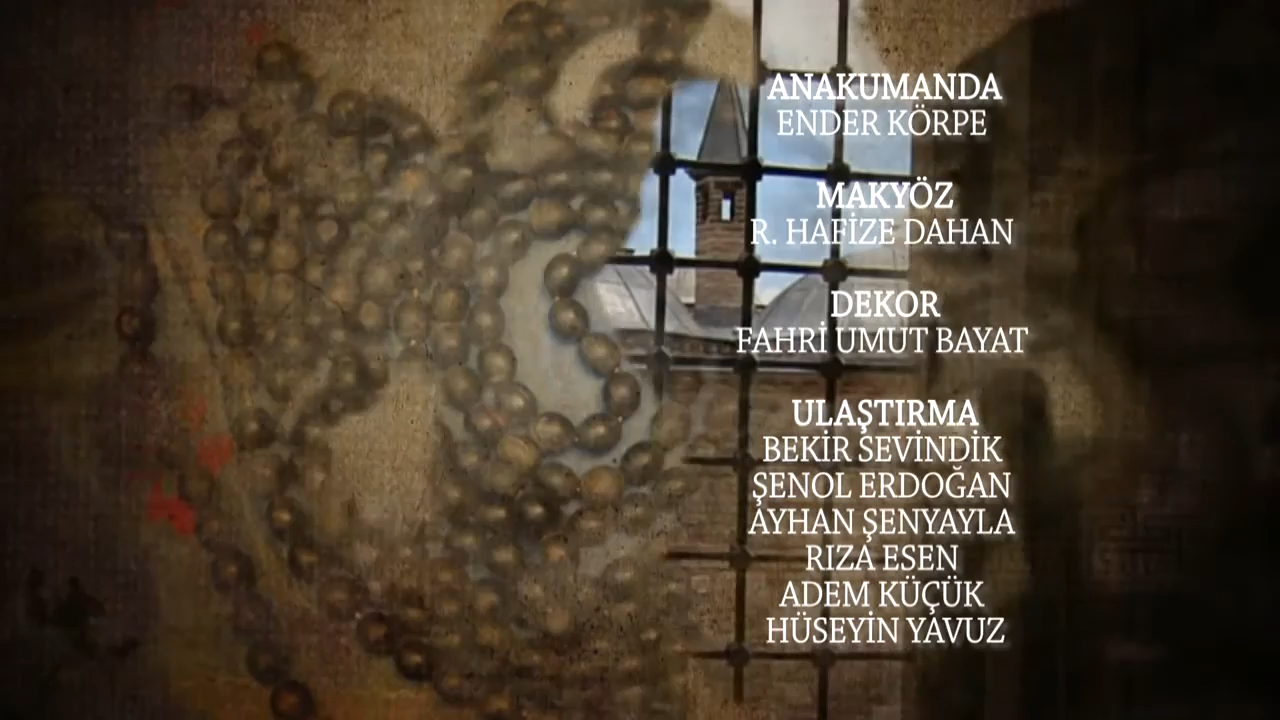 ANAKUMANDA
ENDER KÖRPE
MAKYÖZ
R. HAFİZE DAHAN
DEKOR
FAHRİ UMUT BAYAT
ULAŞTIRMA
BEKİR SEVİNDİK
ŞENOL ERDOĞAN
AYHAN ŞENYAYLA
RIZA ESEN
ADEM KÜÇÜK
HÜSEYİN YAVUZ